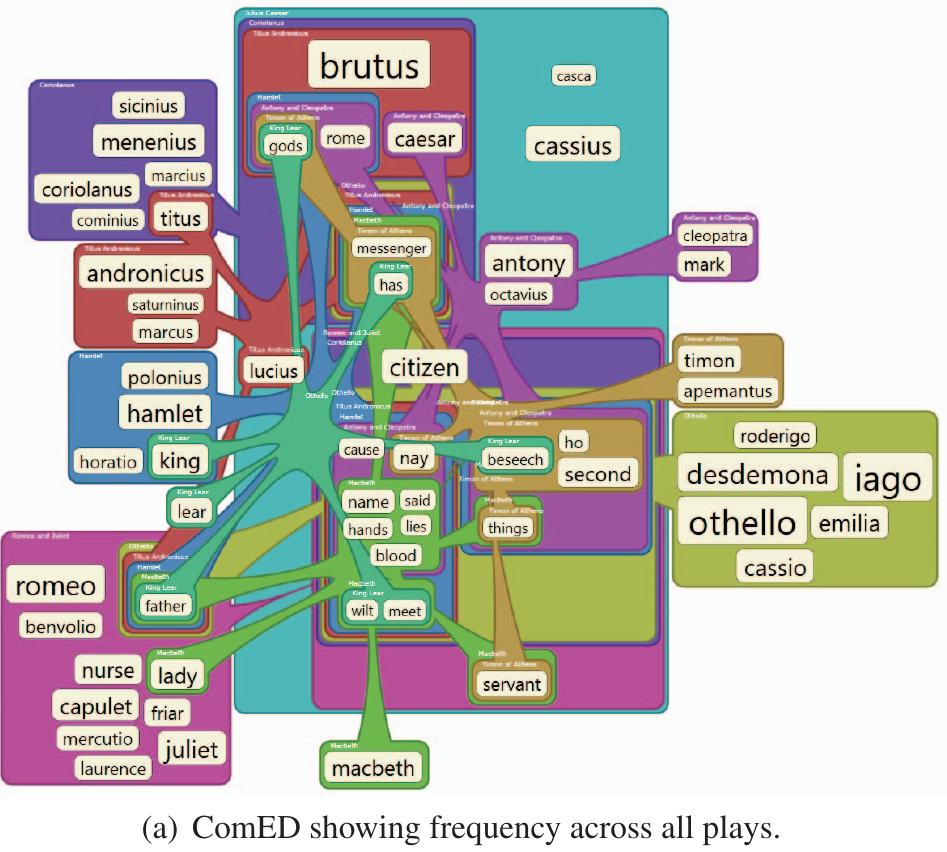 Julius Caesar
Coriolanus
Titus Andronicus
brutus
casca
cassius
Hamlet
Antony and Cleopatra
Timon of Athens
King Lear
gods
rome
Antony and Cleopatra
caesar
Coriolanus
sicinius
menenius
marcius
coriolanus
cominius
Titus Andronicus
titus
Titus Andronicus
andronicus
saturninus
marcus
Othello
Titus Andronicus
Hamlet
Antony and Cleopatra
Macbeth
Timon of Athens
messenger
King Lear
has
Antony and Cleopatra
antony
octavius
Antony and Cleopatra
cleopatra
mark
Romeo and Juliet
Coriolanus
citizen
Titus Andronicus
lucius
Timon of Athens
timon
apemantus
Hamlet
polonius
hamlet
horatio
King Lear
king
King Lear
lear
Othello
Othello
Titus Andronicus
Hamlet
Antony and Cleopatra
cause
Timon of Athens
nay
Antony and Cleopatra
Timon of Athens
King Lear
beseech
ho
second
Timon of Athens
Macbeth
name
said
hands
lies
blood
Macbeth
Timon of Athens
things
Othello
roderigo
desdemona
iago
othello
emilia
cassio
Romeo and Juliet
romeo
benvolio
Othello
Titus Andronicus
Hamlet
Macbeth
King Lear
father
Macbeth
King Lear
wilt
meet
nurse
Macbeth
lady
capulet
friar
mercutio
juliet
laurence
Macbeth
Timon of Athens
servant
Macbeth
macbeth
(a) ComED showing frequency across all plays.